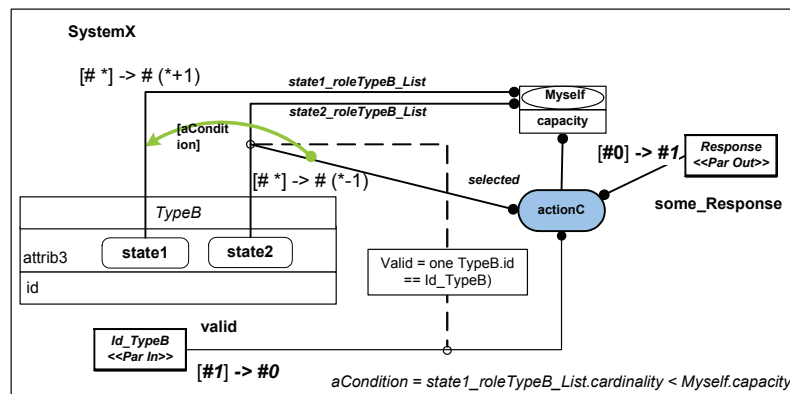 SystemX
[# *] -> # (*+1)
state1_roleTypeB_List
Myself
state2_roleTypeB_List
capacity
[aCondit
ion]
[#0] -> #1
Response
<<Par Out>>
[# *] -> # (*-1)
selected
actionC
some_Response
TypeB
attrib3
state1
state2
id
Valid = one TypeB.id
== Id_TypeB)
valid
Id_TypeB
<<Par In>>
[#1] -> #0
aCondition = state1_roleTypeB_List.cardinality < Myself.capacity